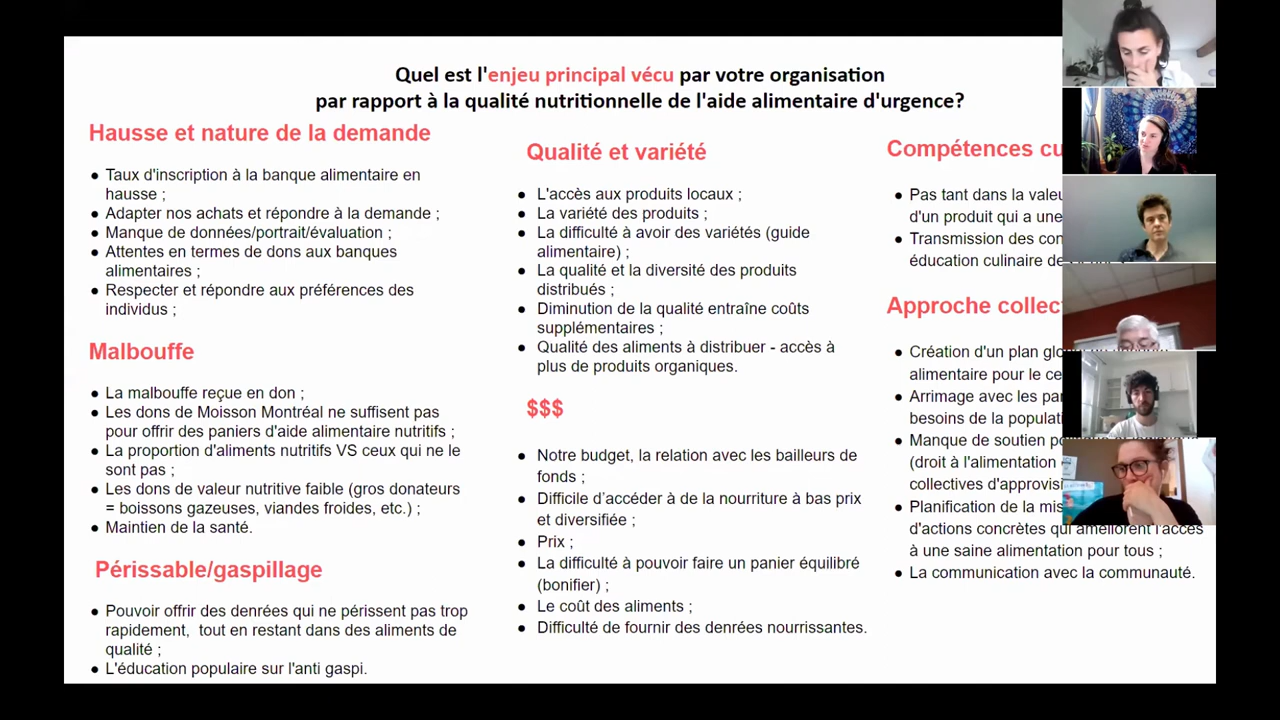 Quel est l'enjeu principal vécu par votre organisation
par rapport à la qualité nutritionnelle de l'aide alimentaire d'urgence?
Hausse et nature de la demande
● Taux d'inscription à la banque alimentaire en
hausse ;
● Adapter nos achats et répondre à la demande ;
● Manque de données/portrait/évaluation ;
● Attentes en termes de dons aux banques
alimentaires ;
● Respecter et répondre aux préférences des
individus ;
Malbouffe
● La malbouffe reçue en don ;
● Les dons de Moisson Montréal ne suffisent pas
pour offrir des paniers d'aide alimentaire nutritifs ;
● La proportion d'aliments nutritifs VS ceux qui ne le
sont pas ;
● Les dons de valeur nutritive faible (gros donateurs
= boissons gazeuses, viandes froides, etc.) ;
● Maintien de la santé.
Périssable/gaspillage
● Pouvoir offrir des denrées qui ne périssent pas trop
rapidement, tout en restant dans des aliments de
qualité ;
● L'éducation populaire sur l'anti gaspi.
Qualité et variété
● L'accès aux produits locaux ;
● La variété des produits ;
● La difficulté à avoir des variétés (guide
alimentaire) ;
● La qualité et la diversité des produits
distribués ;
● Diminution de la qualité entraîne coûts
supplémentaires ;
● Qualité des aliments à distribuer - accès à
plus de produits organiques.
$$$
● Notre budget, la relation avec les bailleurs de
fonds ;
● Difficile d'accéder à de la nourriture à bas prix
et diversifiée ;
● Prix ;
● La difficulté à pouvoir faire un panier équilibré
(bonifier) ;
● Le coût des aliments ;
● Difficulté de fournir des denrées nourrissantes.
Compétences
● Pas tant dans la
d'un produit qui a une
● Transmission des
éducation culinaire
Approche
● Création d'un plan
alimentaire pour le
● Arrimage avec les
besoins de la
● Manque de soutien
(droit à l'alimentation
collectives
● Planification de la
d'actions concrètes qui améliorent l'accès
à une saine alimentation pour tous ;
● La communication avec la communauté.